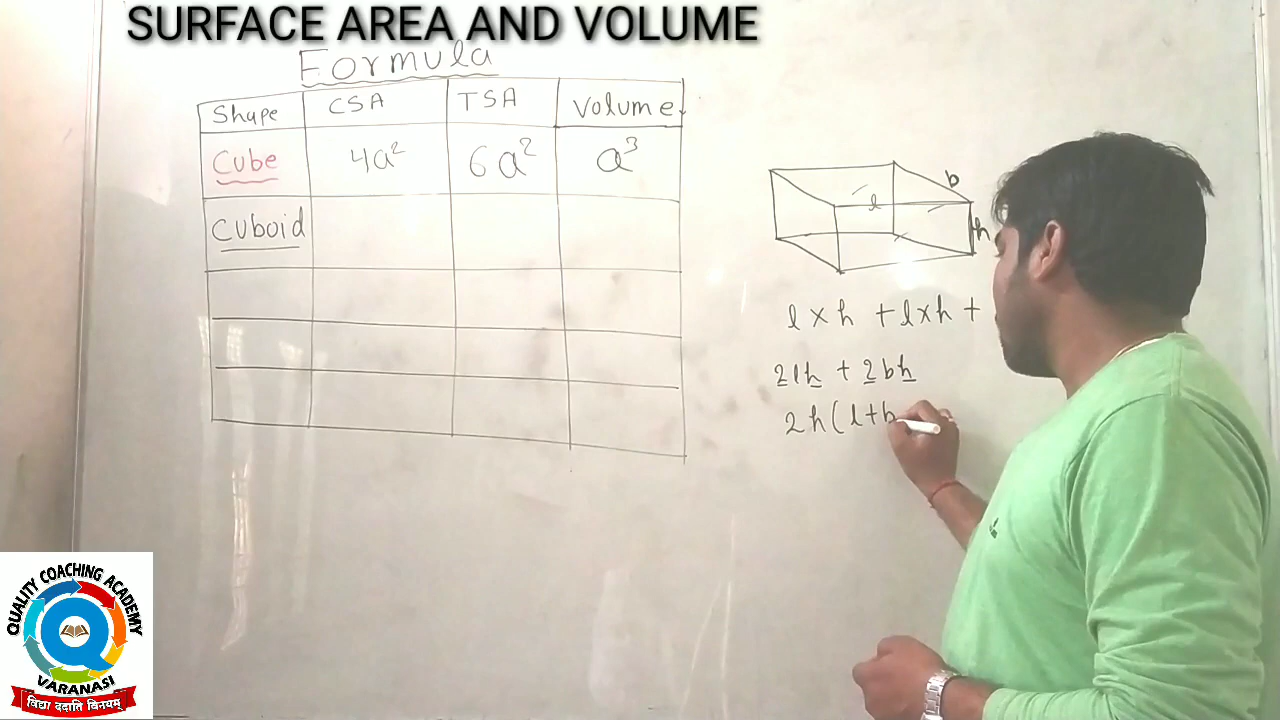 SURFACE AREA AND VOLUME
Formula
Shape CSA TSA Volume
Cube 4a² 6a² a³
Cuboid
b
l
h
l × h + l × h +
2lh + 2bh
2h(l+b
QUALITY COACHING ACADEMY
Q
VARANASI
विद्या ददाति विनयम्